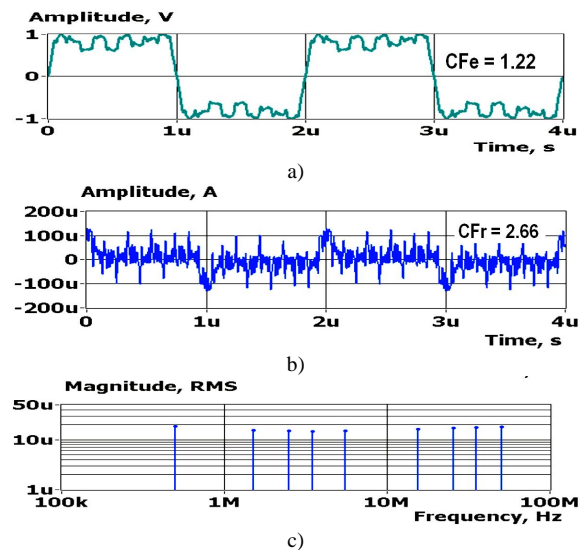 Amplitude, V
1
CFe = 1.22
0
-1
0 1u 2u 3u 4u
Time, s
a)
Amplitude, A
200u
100u
CFr = 2.66
0
-100u
-200u
0 1u 2u 3u 4u
Time, s
b)
Magnitude, RMS
50u
10u
1u
100k 1M 10M 100M
Frequency, Hz
c)